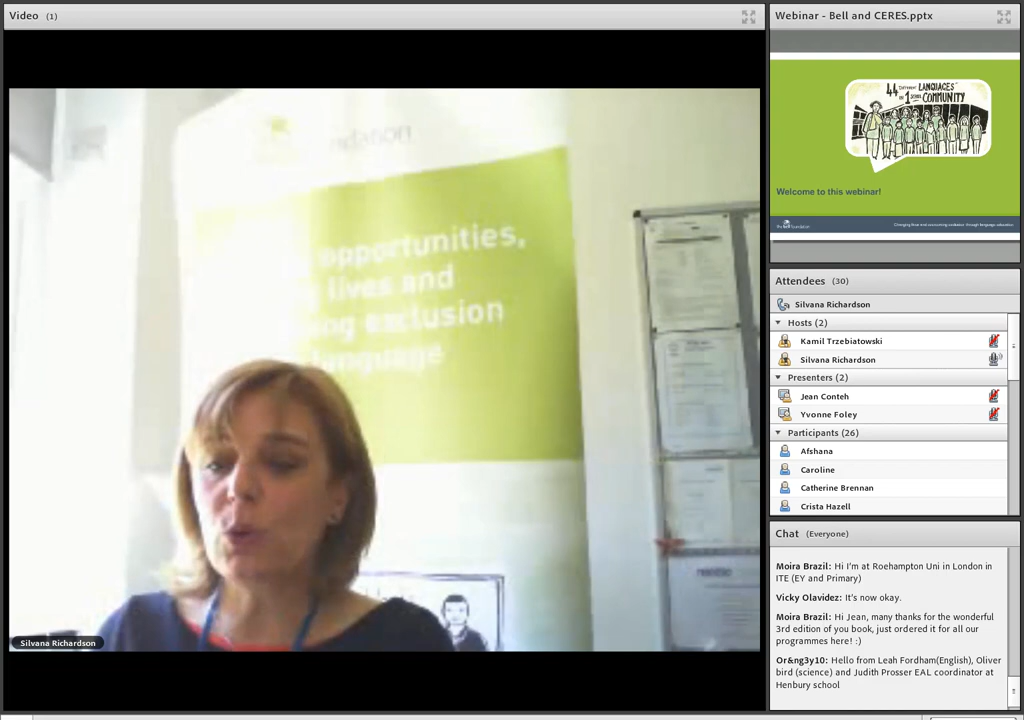 Video (1)
opportunities,
lives and
exclusion
language
Silvana Richardson
Webinar - Bell and CERES.pptx
44 DIFFERENT LANGUAGES
IN 1 SCHOOL COMMUNITY
Welcome to this webinar!
Attendees (30)
Silvana Richardson
Hosts (2)
Kamil Trzebiatowski
Silvana Richardson
Presenters (2)
Jean Conteh
Yvonne Foley
Participants (26)
Afshana
Caroline
Catherine Brennan
Crista Hazell
Chat (Everyone)
Moira Brazil: Hi I'm at Roehampton Uni in London in
ITE (EY and Primary)
Vicky Olavidez: It's now okay.
Moira Brazil: Hi Jean, many thanks for the wonderful
3rd edition of you book, just ordered it for all our
programmes here! :)
Or&ng3y10: Hello from Leah Fordham(English), Oliver
bird (science) and Judith Prosser EAL coordinator at
Henbury school